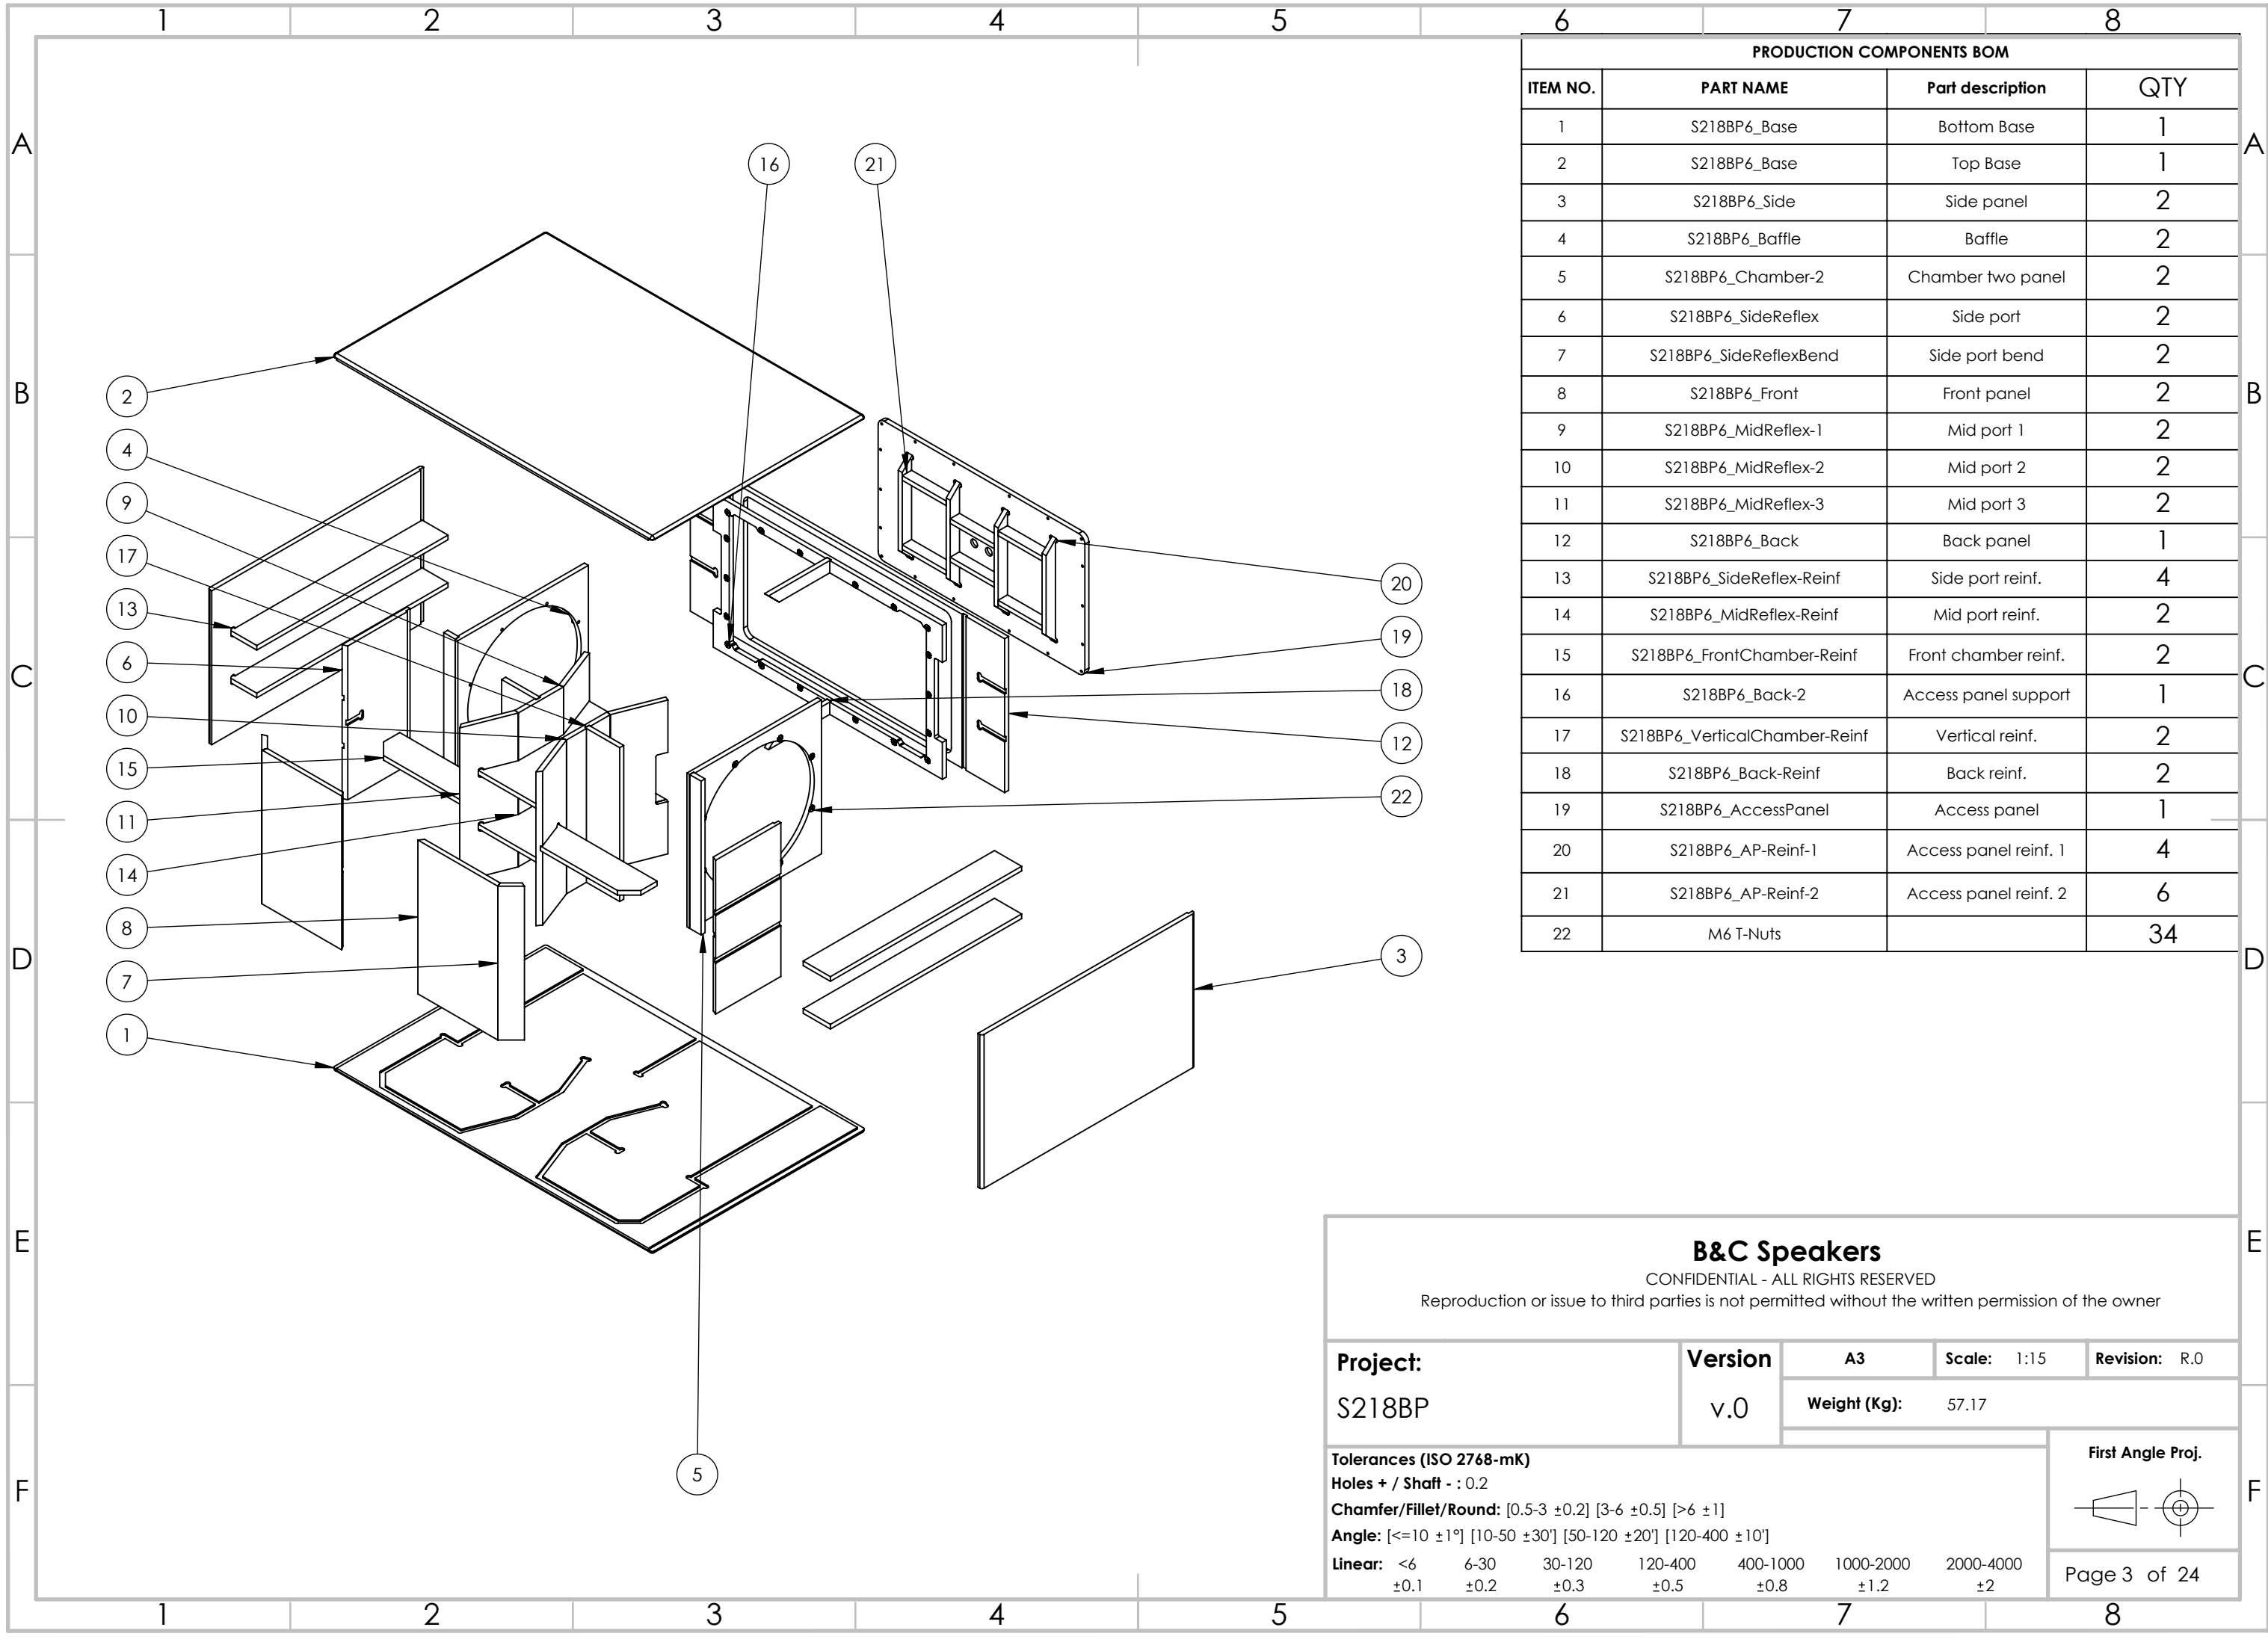 1 2 3 4 5 6 7 8
PRODUCTION COMPONENTS BOM
ITEM NO. PART NAME Part description QTY
1 S218BP6_Base Bottom Base 1
2 S218BP6_Base Top Base 1
3 S218BP6_Side Side panel 2
4 S218BP6_Baffle Baffle 2
5 S218BP6_Chamber-2 Chamber two panel 2
6 S218BP6_SideReflex Side port 2
7 S218BP6_SideReflexBend Side port bend 2
8 S218BP6_Front Front panel 2
9 S218BP6_MidReflex-1 Mid port 1 2
10 S218BP6_MidReflex-2 Mid port 2 2
11 S218BP6_MidReflex-3 Mid port 3 2
12 S218BP6_Back Back panel 1
13 S218BP6_SideReflex-Reinf Side port reinf. 4
14 S218BP6_MidReflex-Reinf Mid port reinf. 2
15 S218BP6_FrontChamber-Reinf Front chamber reinf. 2
16 S218BP6_Back-2 Access panel support 1
17 S218BP6_VerticalChamber-Reinf Vertical reinf. 2
18 S218BP6_Back-Reinf Back reinf. 2
19 S218BP6_AccessPanel Access panel 1
20 S218BP6_AP-Reinf-1 Access panel reinf. 1 4
21 S218BP6_AP-Reinf-2 Access panel reinf. 2 6
22 M6 T-Nuts 34
A A
B B
C C
D D
E E
F F
16 21
2
4
9
17
13
6
10
15
11
14
8
7
1
20
19
18
12
22
3
5
B&C Speakers
CONFIDENTIAL - ALL RIGHTS RESERVED
Reproduction or issue to third parties is not permitted without the written permission of the owner
Project: Version A3 Scale: 1:15 Revision: R.0
S218BP v.0 Weight (Kg): 57.17
Tolerances (ISO 2768-mK) First Angle Proj.
Holes + / Shaft - : 0.2
Chamfer/Fillet/Round: [0.5-3 ±0.2] [3-6 ±0.5] [>6 ±1]
Angle: [<=10 ±1º] [10-50 ±30'] [50-120 ±20'] [120-400 ±10']
Linear: <6 6-30 30-120 120-400 400-1000 1000-2000 2000-4000
±0.1 ±0.2 ±0.3 ±0.5 ±0.8 ±1.2 ±2
Page 3 of 24
1 2 3 4 5 6 7 8